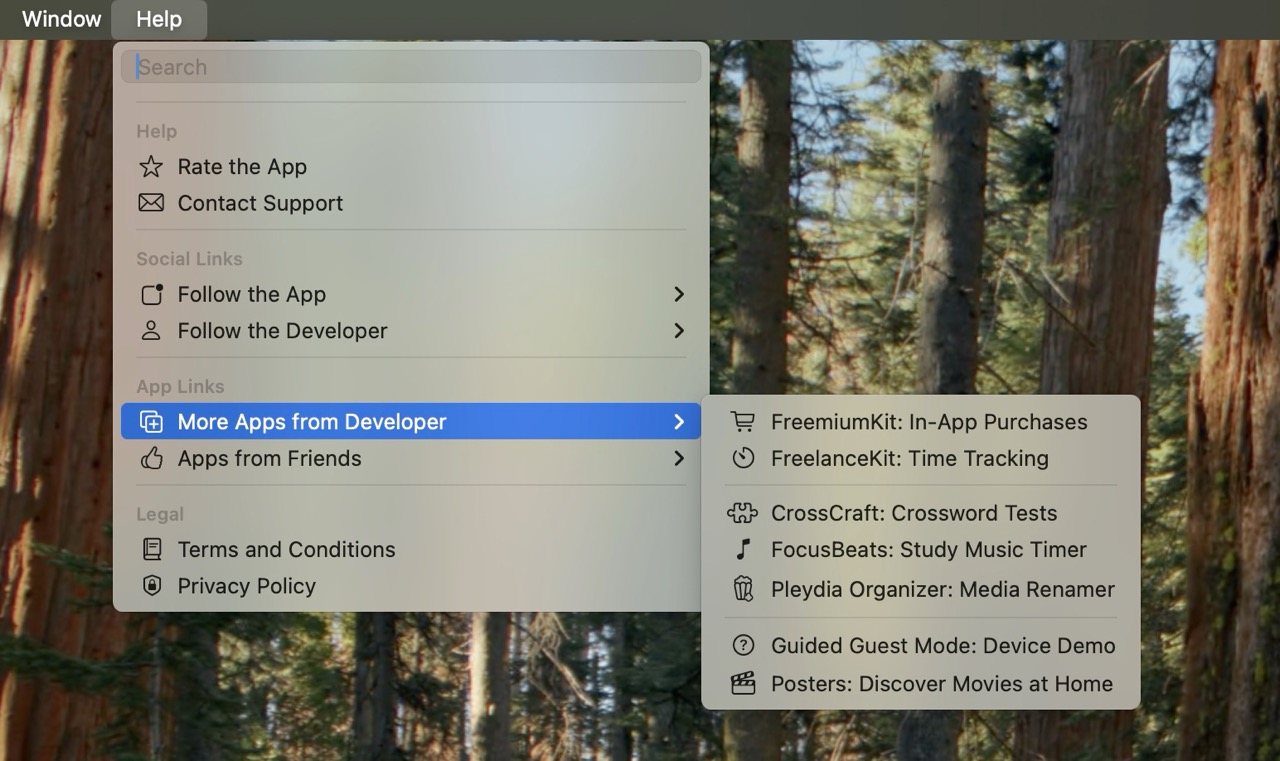 Window Help
Search
Help
Rate the App
Contact Support
Social Links
Follow the App
Follow the Developer
App Links
More Apps from Developer
Apps from Friends
Legal
Terms and Conditions
Privacy Policy
FreemiumKit: In-App Purchases
FreelanceKit: Time Tracking
CrossCraft: Crossword Tests
FocusBeats: Study Music Timer
Pleydia Organizer: Media Renamer
Guided Guest Mode: Device Demo
Posters: Discover Movies at Home